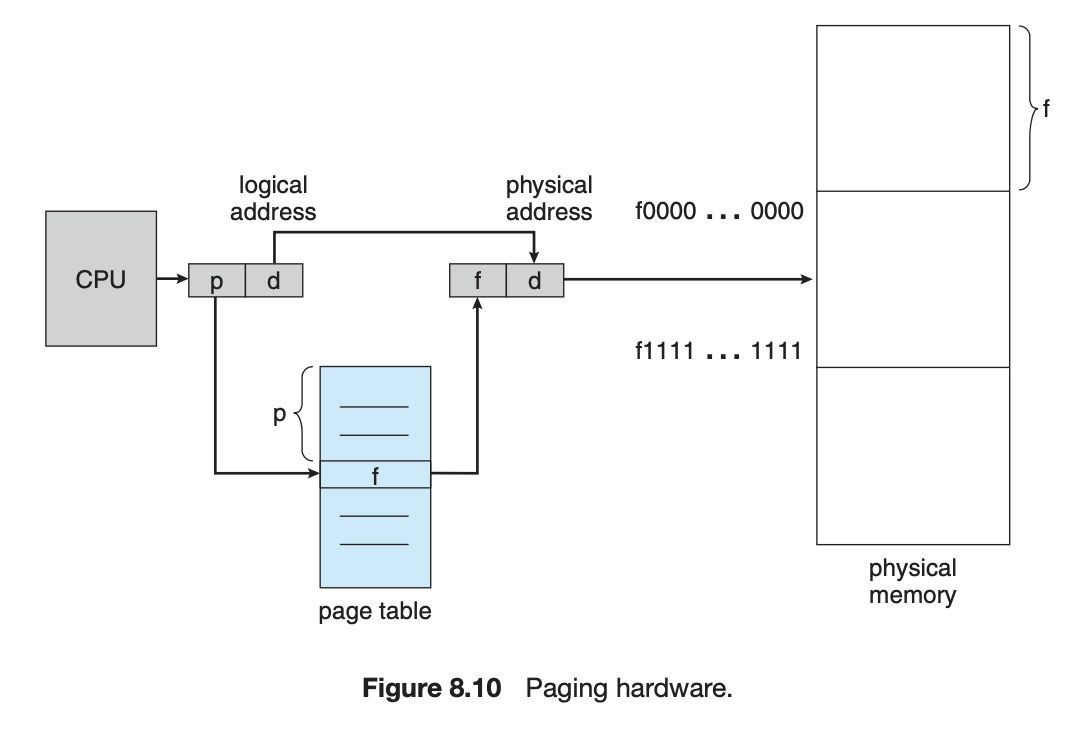 f
logical
address
physical
address
f0000 ... 0000
CPU
p
d
f
d
f1111 ... 1111
p
f
page table
physical
memory
Figure 8.10 Paging hardware.